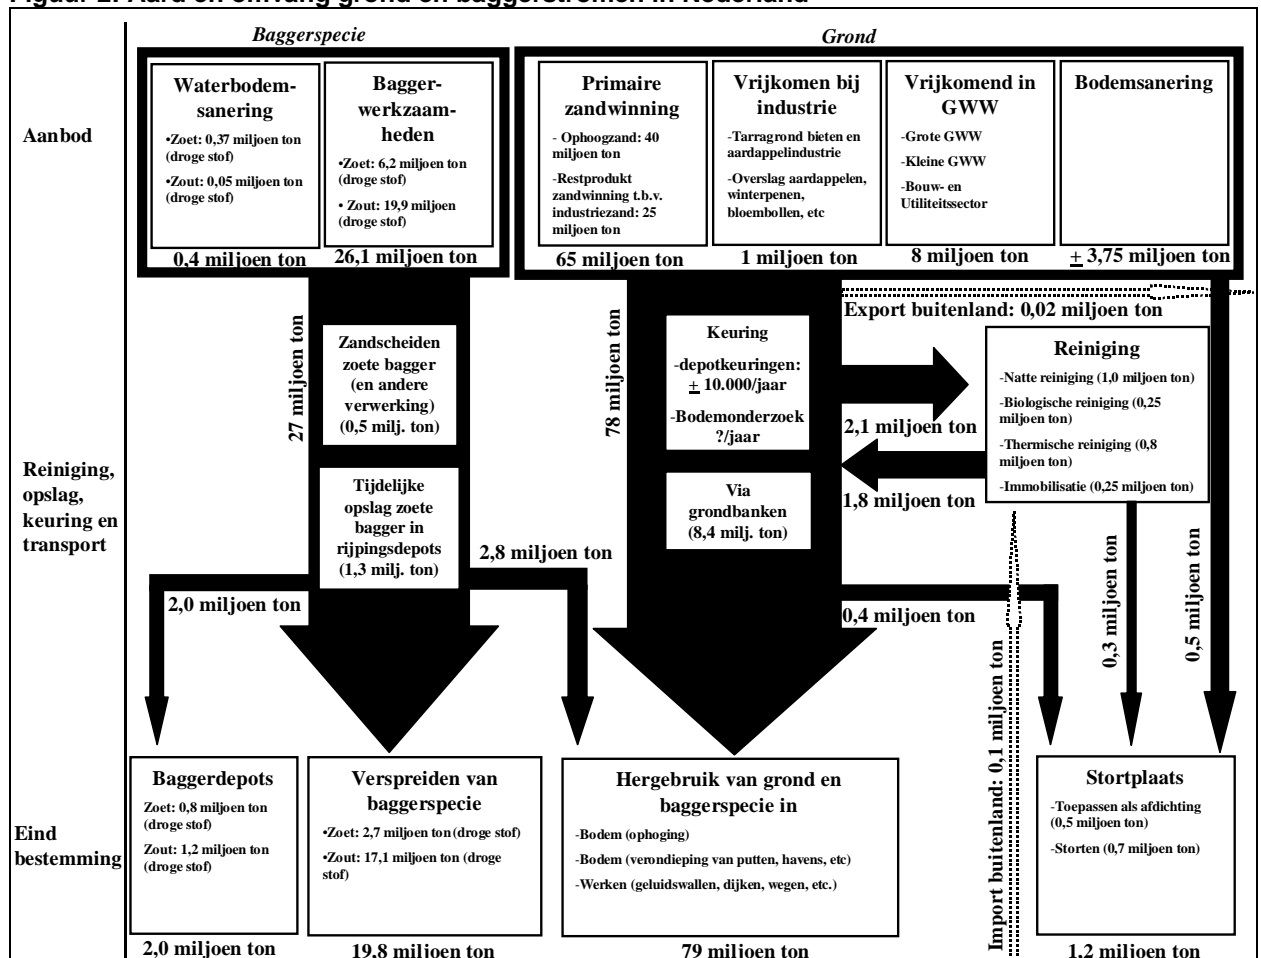 Figuur 2: Aard en omvang grond en baggerstromen in Nederland
Baggerspecie
Grond
Aanbod
Waterbodem-
sanering
•Zoet: 0,37 miljoen ton
(droge stof)
•Zout: 0,05 miljoen ton
(droge stof)
0,4 miljoen ton
Bagger-
werkzaam-
heden
•Zoet: 6,2 miljoen ton
(droge stof)
• Zout: 19,9 miljoen
(droge stof)
26,1 miljoen ton
Primaire
zandwinning
- Ophoogzand: 40
miljoen ton
-Restprodukt
zandwinning t.b.v.
industriezand: 25
miljoen ton
65 miljoen ton
Vrijkomen bij
industrie
-Tarragrond bieten en
aardappelindustrie
-Overslag aardappelen,
winterpenen,
bloembollen, etc
1 miljoen ton
Vrijkomend in
GWW
-Grote GWW
-Kleine GWW
-Bouw- en
Utiliteitssector
8 miljoen ton
Bodemsanering
+ 3,75 miljoen ton
Reiniging,
opslag,
keuring en
transport
27 miljoen ton
Zandscheiden
zoete bagger
(en andere
verwerking)
(0,5 milj. ton)
Tijdelijke
opslag zoete
bagger in
rijpingsdepots
(1,3 milj. ton)
2,0 miljoen ton
2,8 miljoen ton
78 miljoen ton
Keuring
-depotkeuringen:
+ 10.000/jaar
-Bodemonderzoek
?/jaar
Via
grondbanken
(8,4 milj. ton)
Export buitenland: 0,02 miljoen ton
2,1 miljoen ton
1,8 miljoen ton
Reiniging
-Natte reiniging (1,0 miljoen ton)
-Biologische reiniging (0,25
miljoen ton)
-Thermische reiniging (0,8
miljoen ton)
-Immobilisatie (0,25 miljoen ton)
0,4 miljoen ton
Import buitenland: 0,1 miljoen ton
0,3 miljoen ton
0,5 miljoen ton
Eind
bestemming
Baggerdepots
Zoet: 0,8 miljoen ton
(droge stof)
Zout: 1,2 miljoen ton
(droge stof)
2,0 miljoen ton
Verspreiden van
baggerspecie
•Zoet: 2,7 miljoen ton (droge stof)
•Zout: 17,1 miljoen ton (droge
stof)
19,8 miljoen ton
Hergebruik van grond en
baggerspecie in
-Bodem (ophoging)
-Bodem (verondieping van putten, havens, etc)
-Werken (geluidswallen, dijken, wegen, etc.)
79 miljoen ton
Stortplaats
-Toepassen als afdichting
(0,5 miljoen ton)
-Storten (0,7 miljoen ton)
1,2 miljoen ton